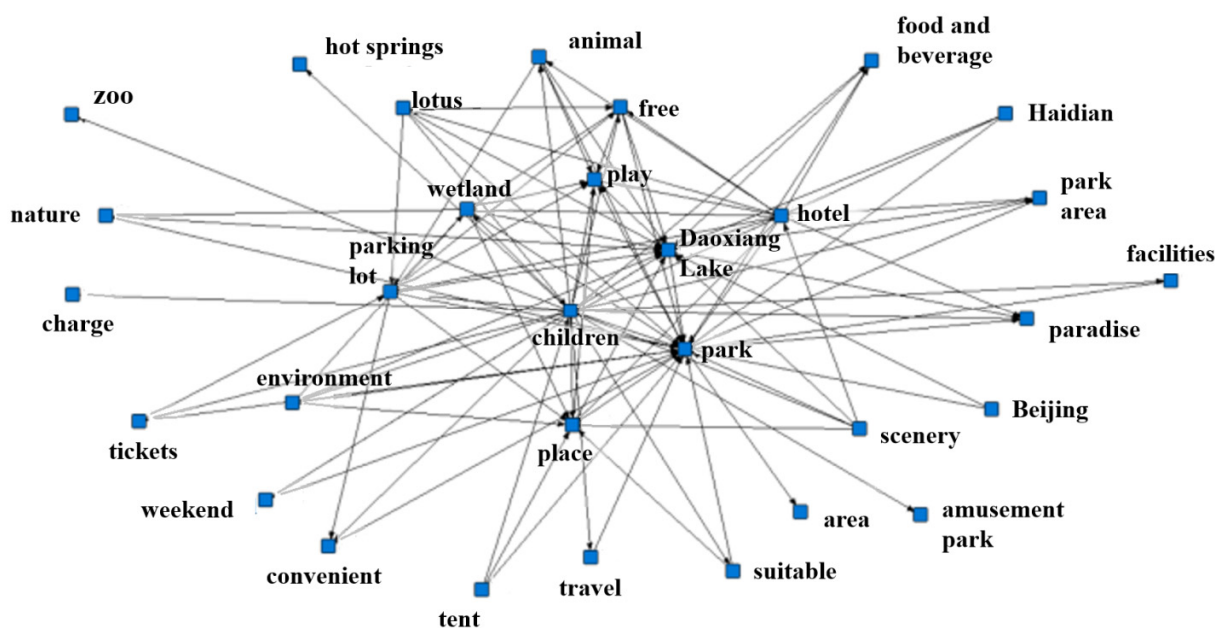 food and
beverage
animal
hot springs
zoo
lotus
free
Haidian
play
wetland
park
area
nature
hotel
parking
lot
Daoxiang
Lake
facilities
charge
children
park
paradise
environment
Beijing
tickets
place
scenery
weekend
area
amusement
park
convenient
travel
suitable
tent